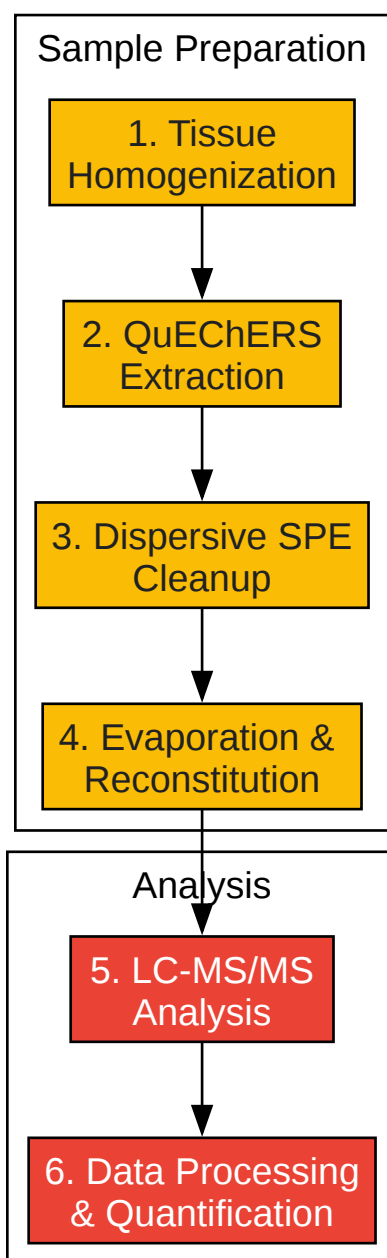 Sample Preparation
1. Tissue
Homogenization
2. QuEChERS
Extraction
3. Dispersive SPE
Cleanup
4. Evaporation &
Reconstitution
Analysis
5. LC-MS/MS
Analysis
6. Data Processing
& Quantification